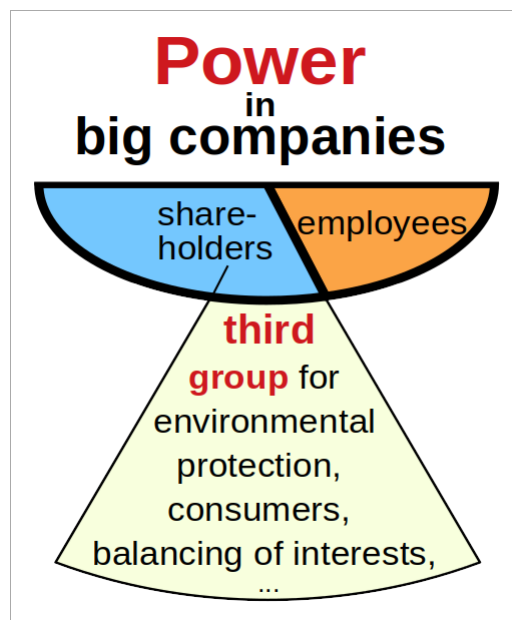 Power
in
big companies
share-
holders
employees
third
group for
environmental
protection,
consumers,
balancing of interests,
...